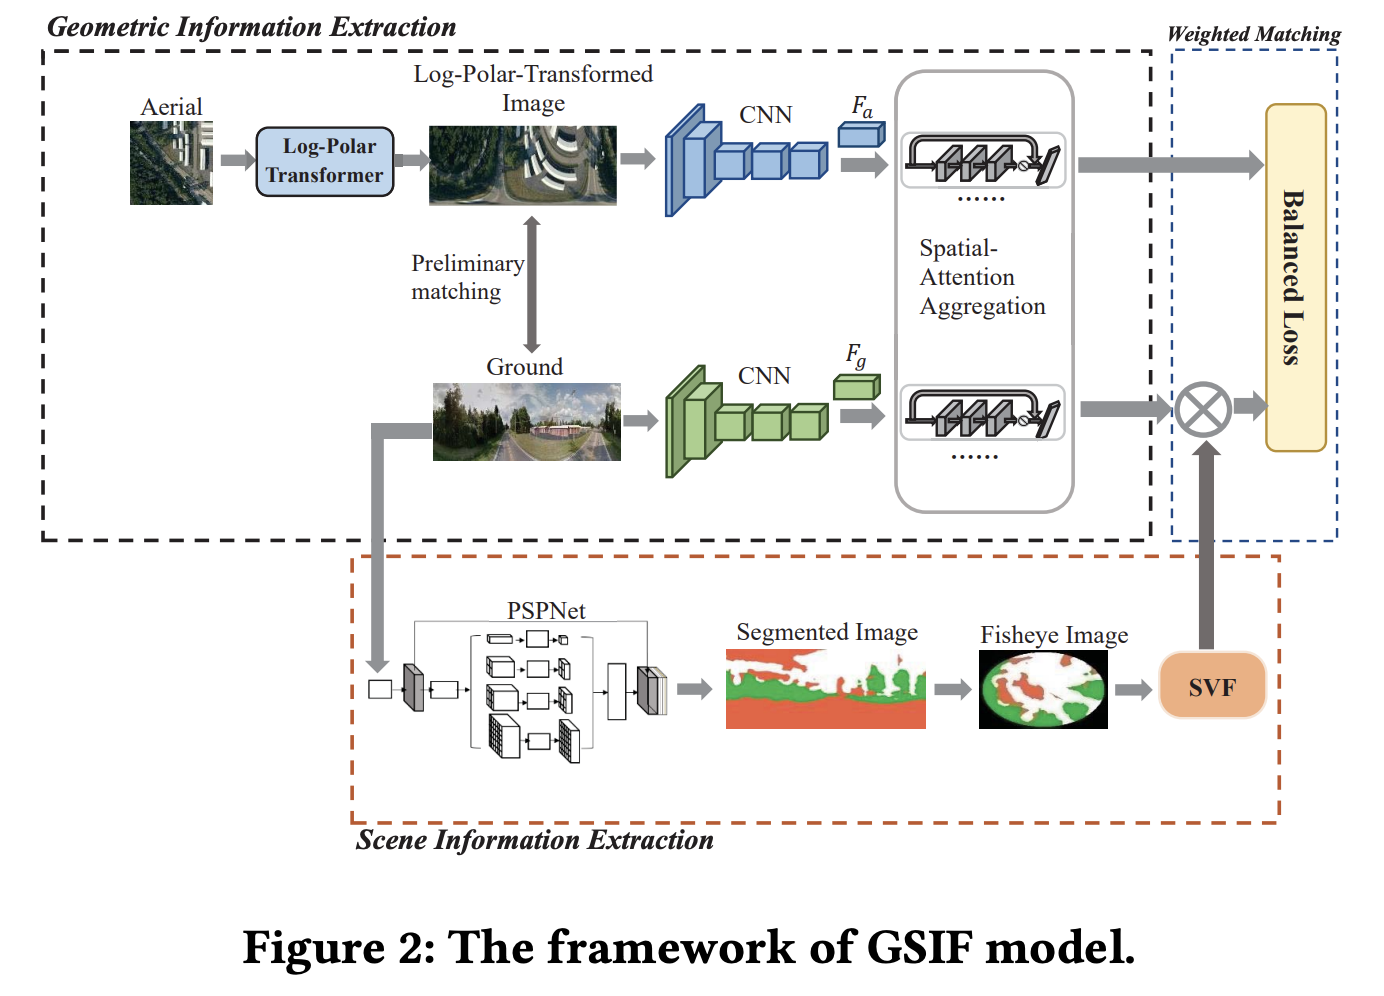 Geometric Information Extraction
Weighted Matching
Log-Polar-Transformed
Image
Aerial
Log-Polar
Transformer
CNN
Fa
Preliminary
matching
Spatial-
Attention
Aggregation
......
Balanced Loss
Ground
CNN
Fg
......
PSPNet
Segmented Image
Fisheye Image
SVF
Scene Information Extraction
Figure 2: The framework of GSIF model.